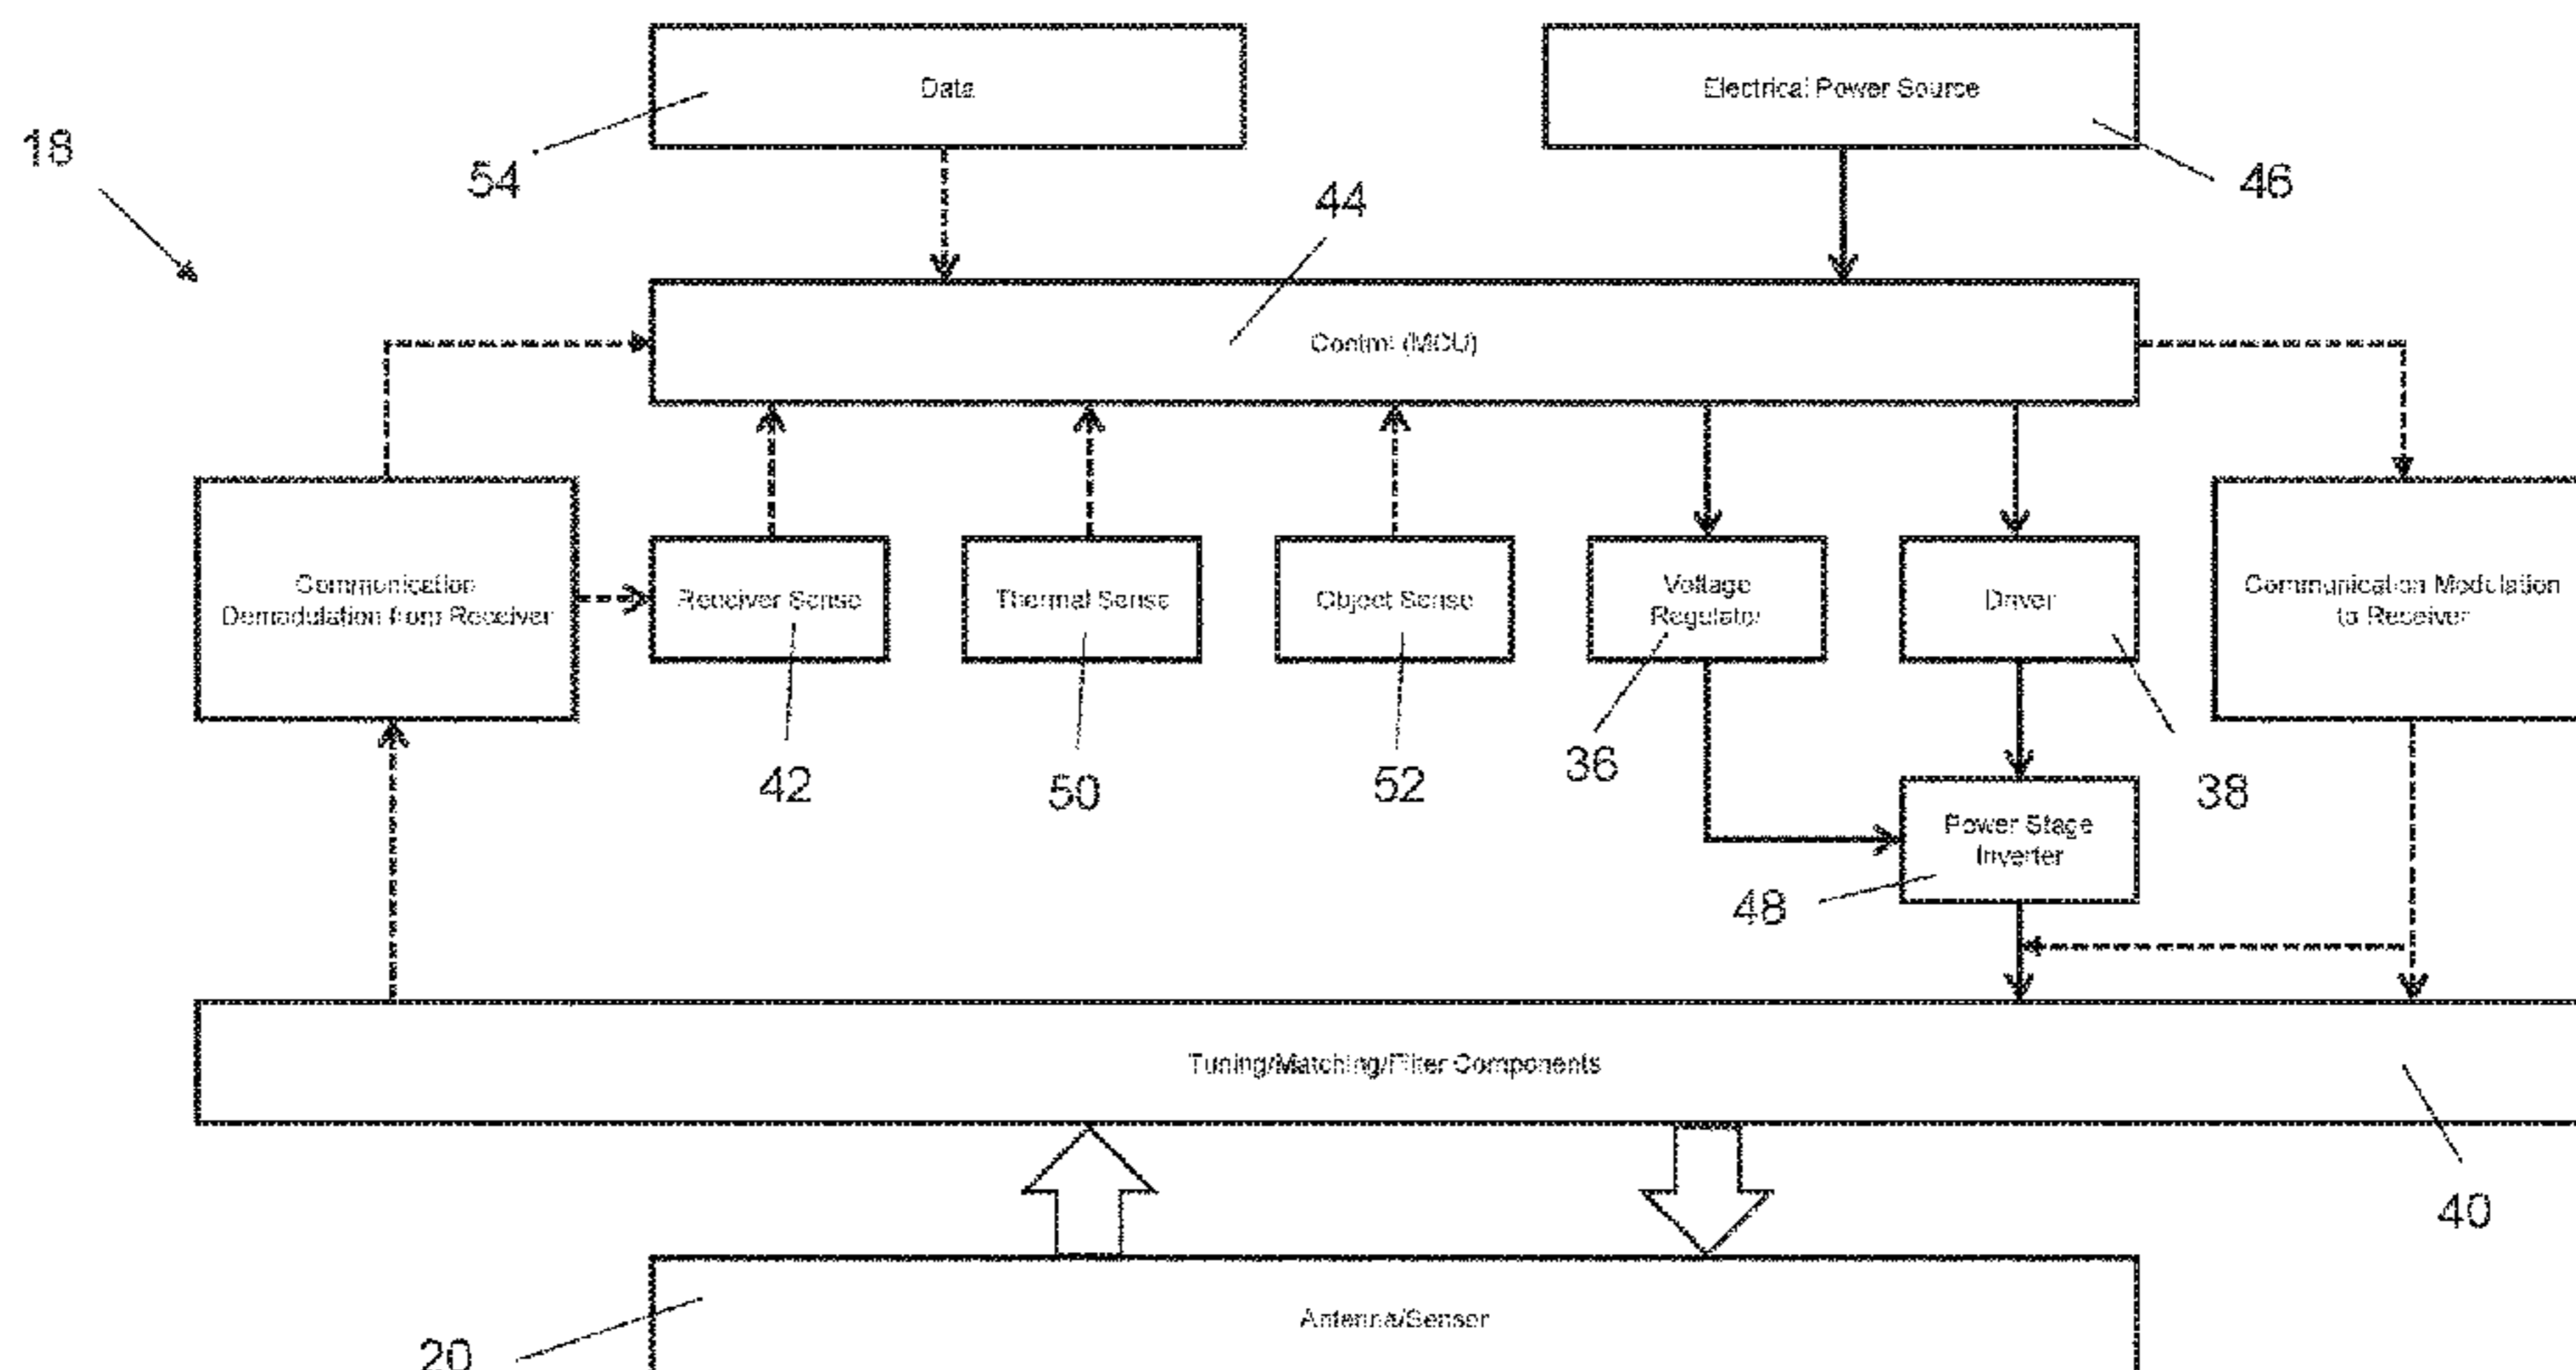 Data
Electrical Power Source
18
54
46
44
Control (MCU)
Communication
Demodulation from Receiver
Receiver Sense
Thermal Sense
Object Sense
Voltage
Regulator
Driver
Communication Modulation
to Receiver
42
50
52
36
38
Power Stage
Inverter
48
Tuning/Matching/Filter Components
40
Antenna/Sensor
20